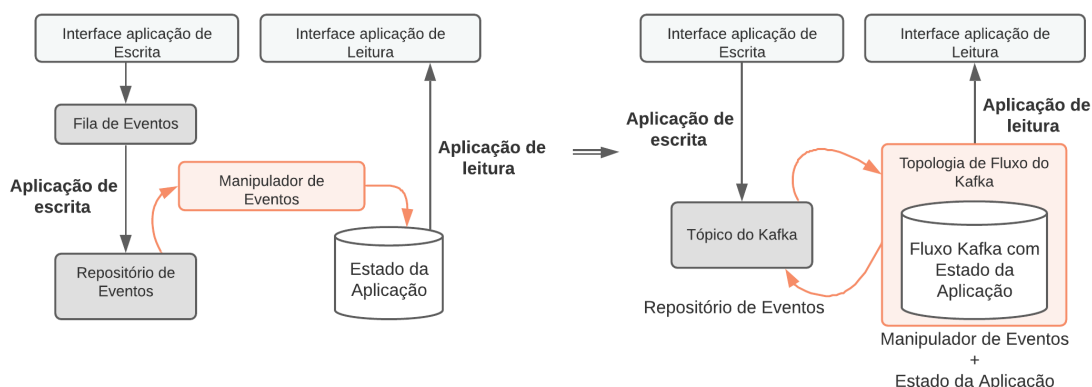 Interface aplicação de
Escrita
Interface aplicação de
Leitura
Fila de Eventos
Aplicação de
escrita
Manipulador de
Eventos
Aplicação de
leitura
Repositório de
Eventos
Estado da
Aplicação
Interface aplicação de
Escrita
Interface aplicação de
Leitura
Aplicação de
escrita
Aplicação de
leitura
Topologia de Fluxo do
Kafka
Tópico do Kafka
Fluxo Kafka com
Estado da
Aplicação
Repositório de Eventos
Manipulador de Eventos
+
Estado da Aplicação